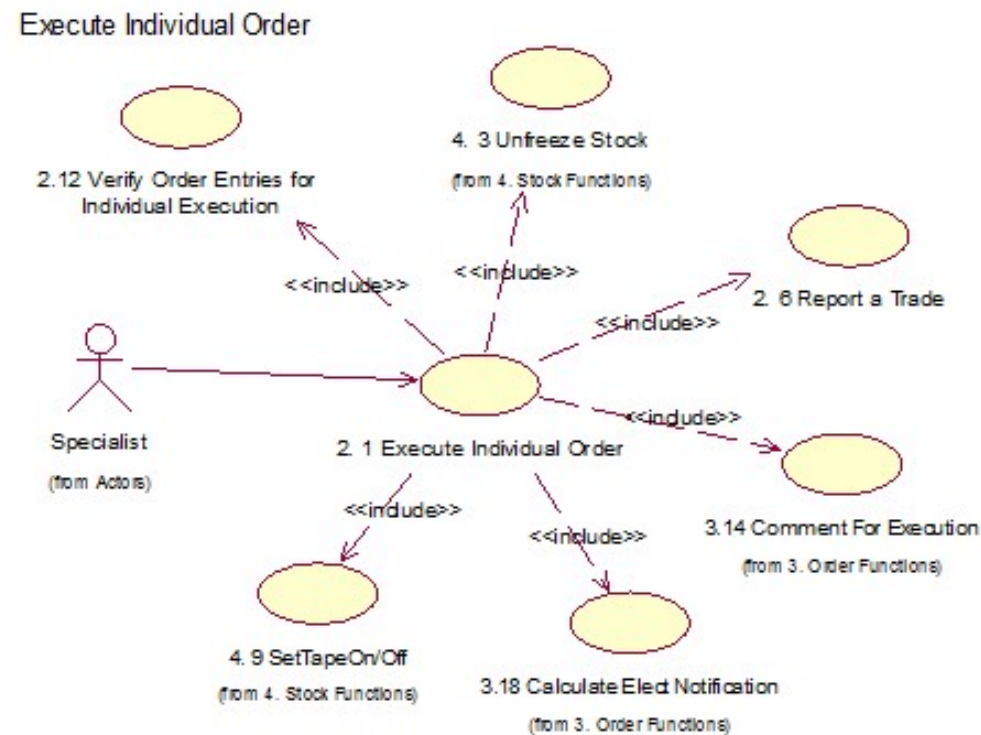 Execute Individual Order
4. 3 Unfreeze Stock
(from 4. Stock Functions)
2.12 Verify Order Entries for
Individual Execution
<<include>>
<<include>>
2. 6 Report a Trade
<<include>>
Specialist
(from Actors)
2. 1 Execute Individual Order
<<include>>
<<include>>
<<include>>
3.14 Comment For Execution
(from 3. Order Functions)
4. 9 SetTapeOn/Off
(from 4. Stock Functions)
3.18 Calculate Elect Notification
(from 3. Order Functions)